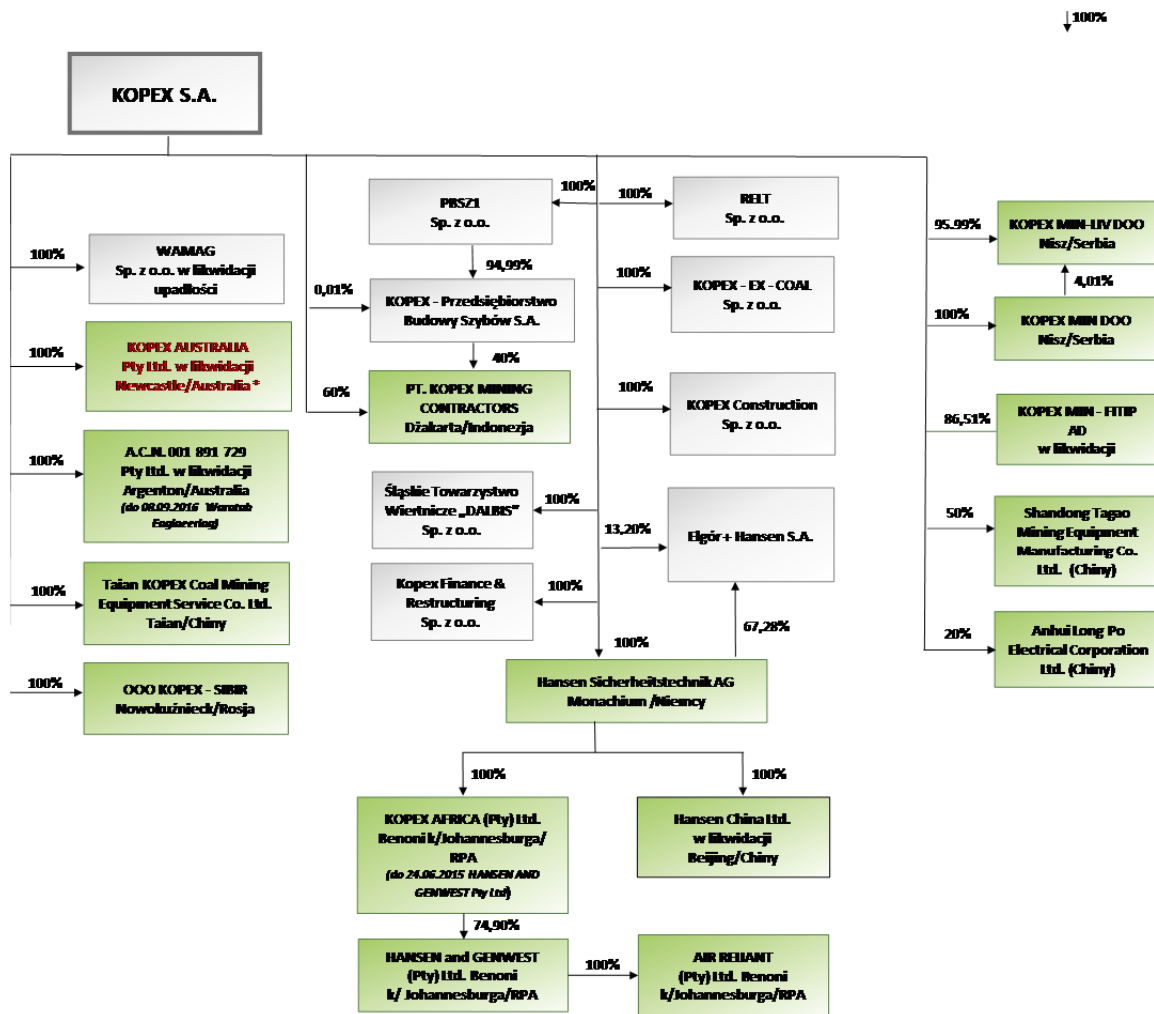 100%
KOPEX S.A.
100%
WAMAG
Sp. z o.o. w likwidacji
upadłości
100%
KOPEX AUSTRALIA
Pty Ltd. w likwidacji
Newcastle/Australia *
100%
A.C.N. 001 891 729
Pty Ltd. w likwidacji
Argenton/Australia
(do 08.09.2016 Waratah
Engineering)
100%
Taian KOPEX Coal Mining
Equipment Service Co. Ltd.
Taian/Chiny
100%
OOO KOPEX - SIBIR
Nowokuźnieck/Rosja
PBSZ1
Sp. z o.o.
100%
94,99%
0,01%
KOPEX - Przedsiębiorstwo
Budowy Szybów S.A.
40%
60%
PT. KOPEX MINING
CONTRACTORS
Dżakarta/Indonezja
Śląskie Towarzystwo
Wiertnicze „DALBIS”
Sp. z o.o.
100%
Kopex Finance &
Restructuring
Sp. z o.o.
100%
100%
RELT
Sp. z o.o.
100%
KOPEX - EX - COAL
Sp. z o.o.
100%
KOPEX Construction
Sp. z o.o.
13,20%
Elgór+ Hansen S.A.
67,28%
100%
Hansen Sicherheitstechnik AG
Monachium /Niemcy
95.99%
KOPEX MIN-LIV DOO
Nisz/Serbia
4,01%
100%
KOPEX MIN DOO
Nisz/Serbia
86,51%
KOPEX MIN - FITIP
AD
w likwidacji
50%
Shandong Tagao
Mining Equipment
Manufacturing Co.
Ltd. (Chiny)
20%
Anhui Long Po
Electrical Corporation
Ltd. (Chiny)
100%
KOPEX AFRICA (Pty) Ltd.
Benoni k/Johannesburga/
RPA
(do 24.06.2015 HANSEN AND
GENWEST Pty Ltd)
100%
Hansen China Ltd.
w likwidacji
Beijing/Chiny
74,90%
HANSEN and GENWEST
(Pty) Ltd. Benoni
k/ Johannesburga/RPA
100%
AIR RELIANT
(Pty) Ltd. Benoni
k/Johannesburga/RPA